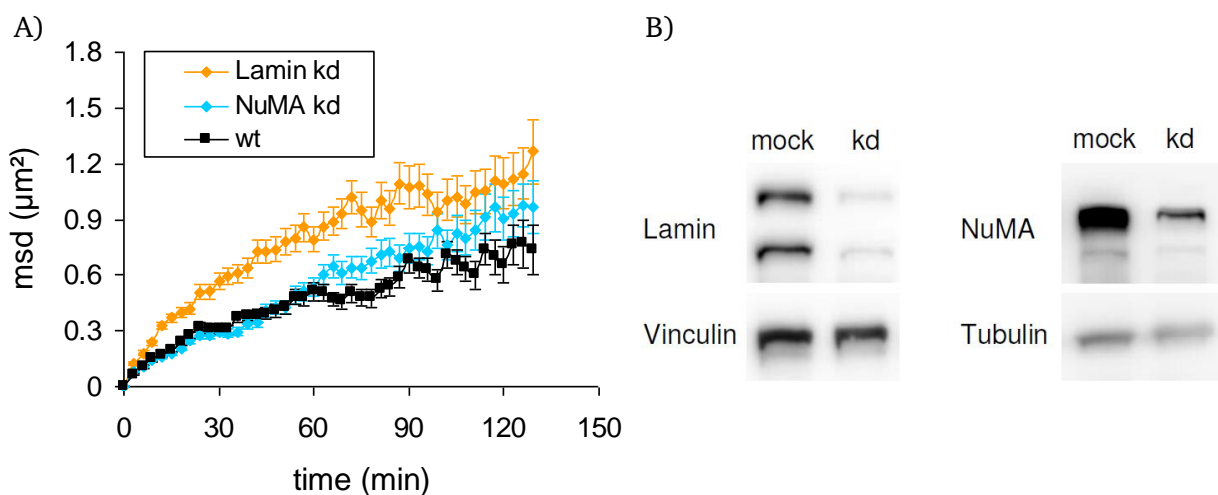 A)
1.8
1.5
1.2
0.9
0.6
0.3
0
msd (µm²)
Lamin kd
NuMA kd
wt
0 30 60 90 120 150
time (min)
B)
mock kd
Lamin
Vinculin
mock kd
NuMA
Tubulin